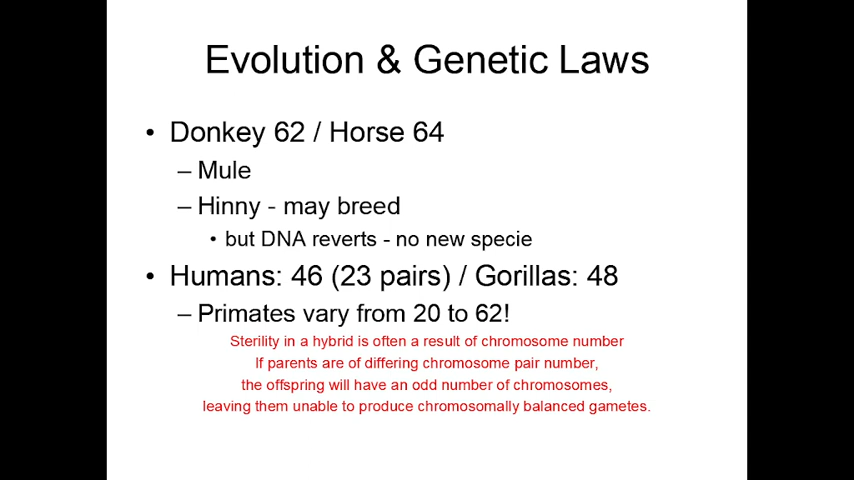 Evolution & Genetic Laws
• Donkey 62 / Horse 64
– Mule
– Hinny - may breed
• but DNA reverts - no new specie
• Humans: 46 (23 pairs) / Gorillas: 48
– Primates vary from 20 to 62!
Sterility in a hybrid is often a result of chromosome number
If parents are of differing chromosome pair number,
the offspring will have an odd number of chromosomes,
leaving them unable to produce chromosomally balanced gametes.